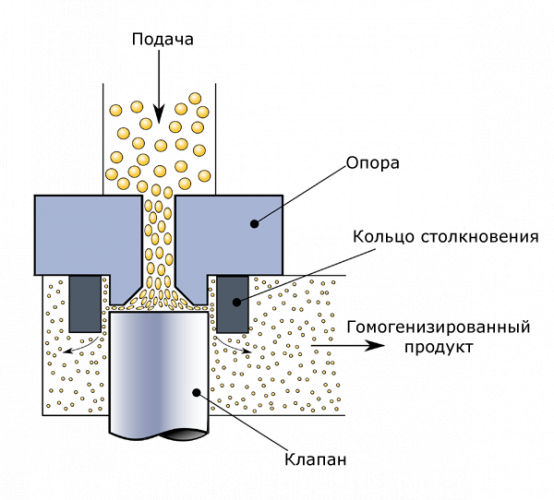 Подача
Опора
Кольцо столкновения
Гомогенизированный
продукт
Клапан